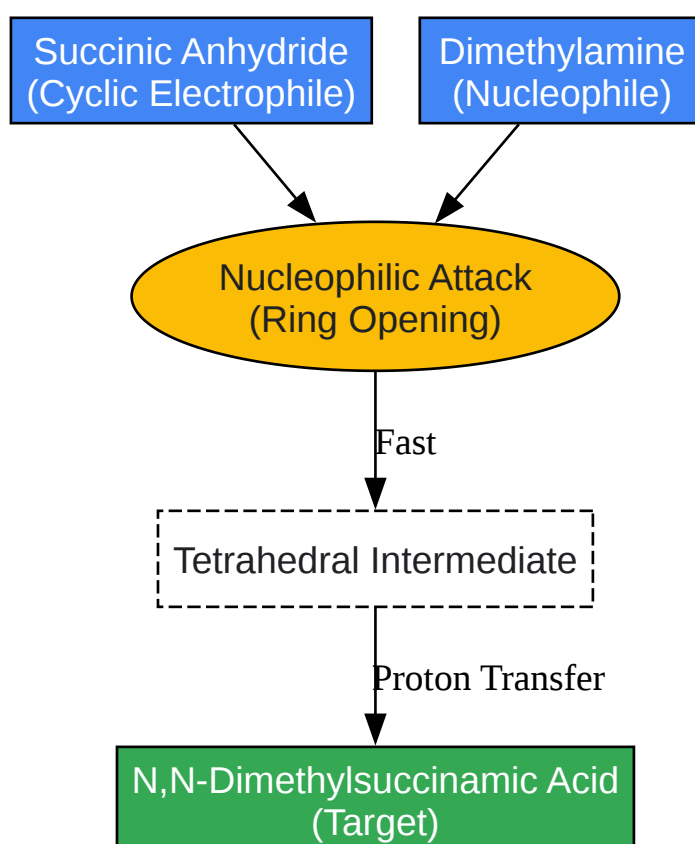 Succinic Anhydride
(Cyclic Electrophile)
Dimethylamine
(Nucleophile)
Nucleophilic Attack
(Ring Opening)
Fast
Tetrahedral Intermediate
Proton Transfer
N,N-Dimethylsuccinamic Acid
(Target)